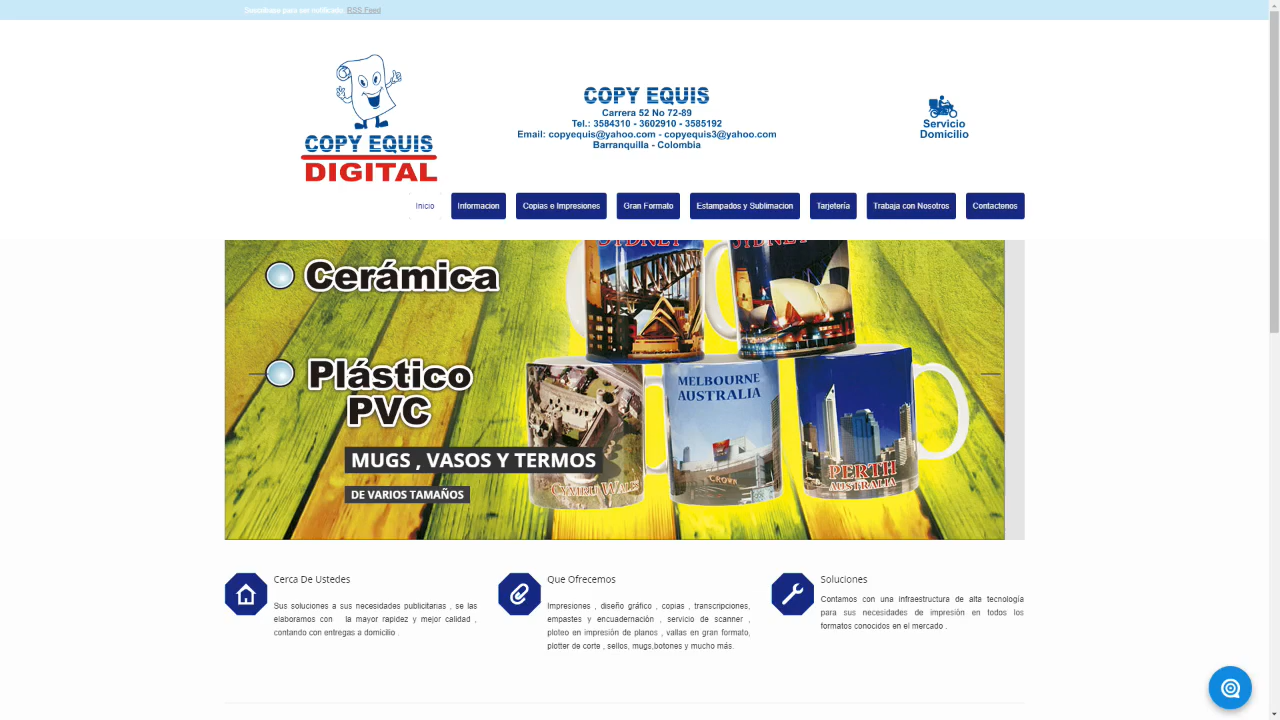 Suscribase para ser notificado: RSS Feed
COPY EQUIS
DIGITAL
COPY EQUIS
Carrera 52 No 72-89
Tel.: 3584310 - 3602910 - 3585192
Email: copyequis@yahoo.com - copyequis3@yahoo.com
Barranquilla - Colombia
Servicio
Domicilio
Inicio
Informacion
Copias e Impresiones
Gran Formato
Estampados y Sublimacion
Tarjetería
Trabaja con Nosotros
Contactenos
Cerámica
Plástico
PVC
MUGS , VASOS Y TERMOS
DE VARIOS TAMAÑOS
SYDNEY
SYDNEY
MELBOURNE
AUSTRALIA
CROWN
CYMRU WALES
PERTH
AUSTRALIA
Cerca De Ustedes
Sus soluciones a sus necesidades publicitarias , se las
elaboramos con la mayor rapidez y mejor calidad ,
contando con entregas a domicilio .
Que Ofrecemos
Impresiones , diseño gráfico , copias , transcripciones,
empastes y encuadernación , servicio de scanner ,
ploteo en impresión de planos , vallas en gran formato,
plotter de corte , sellos, mugs,botones y mucho más.
Soluciones
Contamos con una infraestructura de alta tecnología
para sus necesidades de impresión en todos los
formatos conocidos en el mercado .